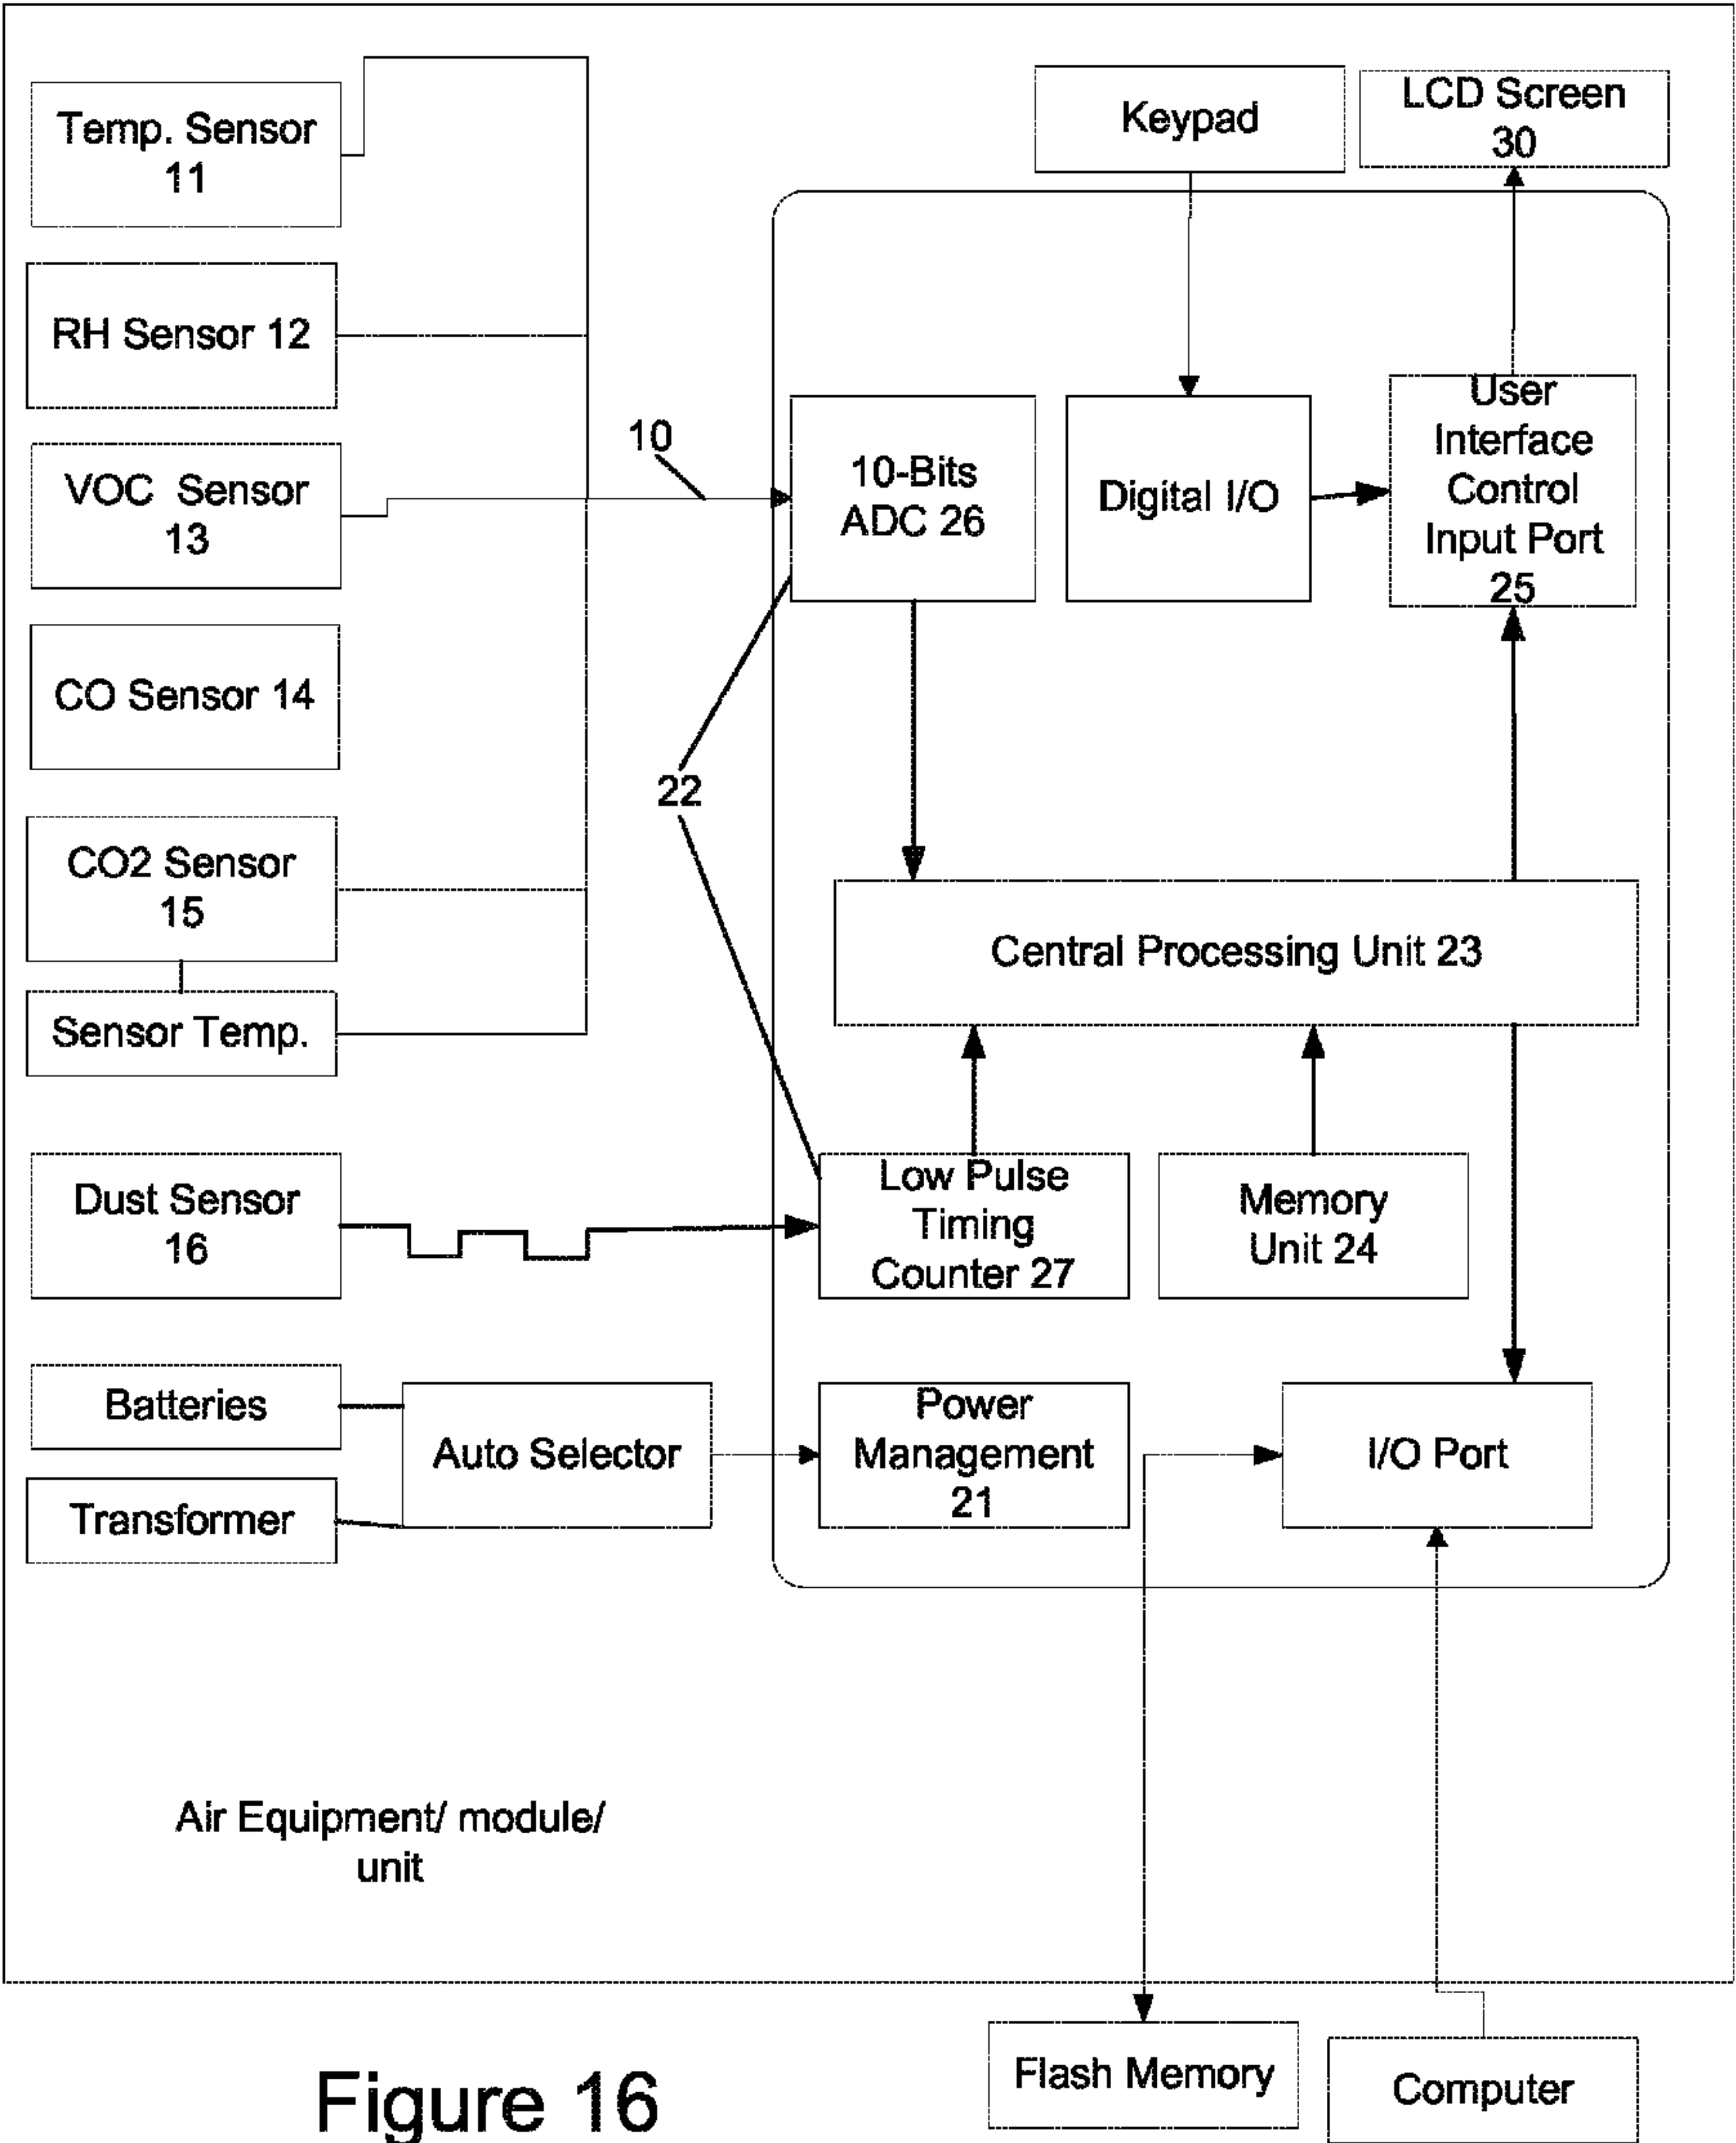 Temp. Sensor
11
RH Sensor 12
VOC Sensor
13
CO Sensor 14
CO2 Sensor
15
Sensor Temp.
Dust Sensor
16
Batteries
Transformer
Auto Selector
10
22
Keypad
LCD Screen
30
10-Bits
ADC 26
Digital I/O
User
Interface
Control
Input Port
25
Central Processing Unit 23
Low Pulse
Timing
Counter 27
Memory
Unit 24
Power
Management
21
I/O Port
Air Equipment/ module/
unit
Flash Memory
Computer
Figure 16